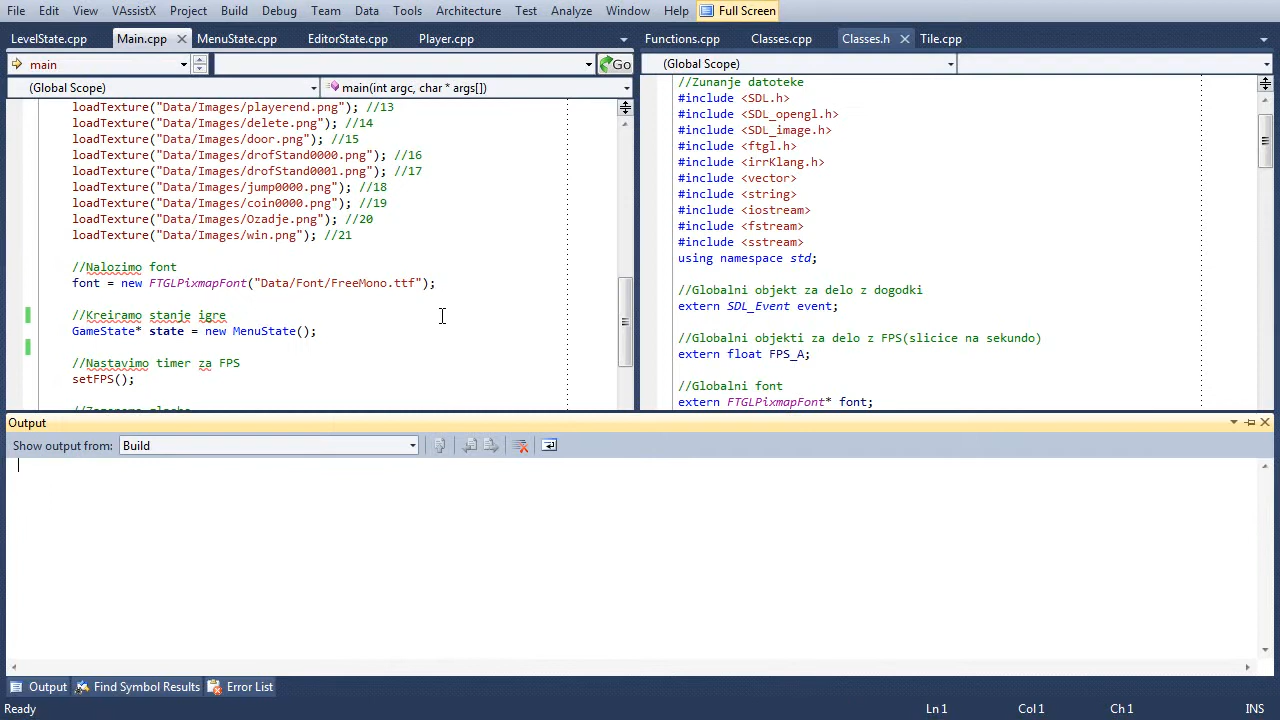 File Edit View VAssistX Project Build Debug Team Data Tools Architecture Test Analyze Window Help Full Screen
LevelState.cpp Main.cpp MenuState.cpp EditorState.cpp Player.cpp
main Go
(Global Scope) main(int argc, char * args[])
loadTexture("Data/Images/playerend.png"); //13
loadTexture("Data/Images/delete.png"); //14
loadTexture("Data/Images/door.png"); //15
loadTexture("Data/Images/drofStand0000.png"); //16
loadTexture("Data/Images/drofStand0001.png"); //17
loadTexture("Data/Images/jump0000.png"); //18
loadTexture("Data/Images/coin0000.png"); //19
loadTexture("Data/Images/Ozadje.png"); //20
loadTexture("Data/Images/win.png"); //21
//Nalozimo font
font = new FTGLPixmapFont("Data/Font/FreeMono.ttf");
//Kreiramo stanje igre
GameState* state = new MenuState();
//Nastavimo timer za FPS
setFPS();
Functions.cpp Classes.cpp Classes.h Tile.cpp
(Global Scope)
//Zunanje datoteke
#include <SDL.h>
#include <SDL_opengl.h>
#include <SDL_image.h>
#include <ftgl.h>
#include <irrKlang.h>
#include <vector>
#include <string>
#include <iostream>
#include <fstream>
#include <sstream>
using namespace std;
//Globalni objekt za delo z dogodki
extern SDL_Event event;
//Globalni objekti za delo z FPS(slicice na sekundo)
extern float FPS_A;
//Globalni font
extern FTGLPixmapFont* font;
Output
Show output from: Build
Output Find Symbol Results Error List
Ready Ln 1 Col 1 Ch 1 INS